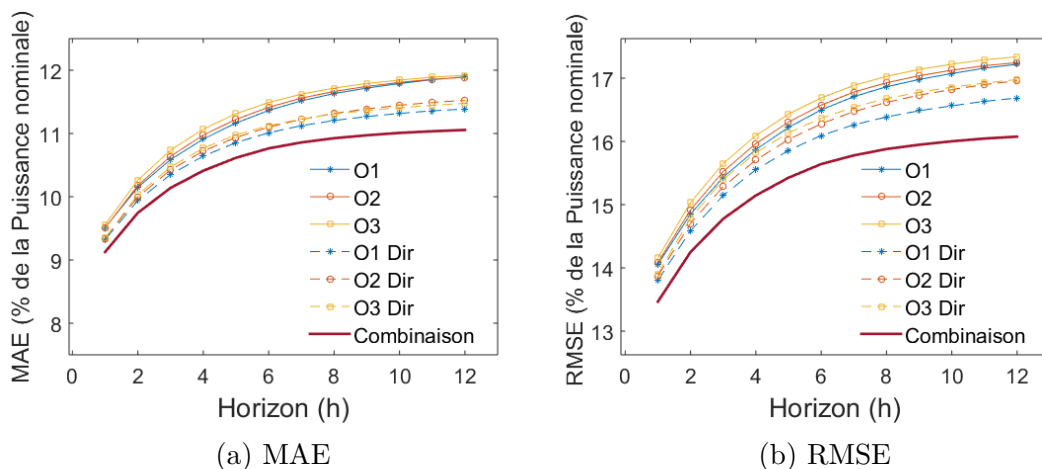 MAE (% de la Puissance nominale)
12
11
10
9
8
0
2
4
6
8
10
12
Horizon (h)
O1
O2
O3
O1 Dir
O2 Dir
O3 Dir
Combinaison
(a) MAE
RMSE (% de la Puissance nominale)
17
16
15
14
13
0
2
4
6
8
10
12
Horizon (h)
O1
O2
O3
O1 Dir
O2 Dir
O3 Dir
Combinaison
(b) RMSE